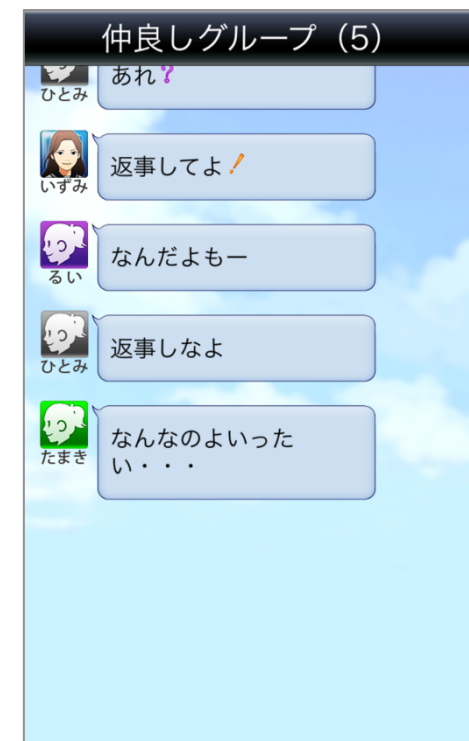 仲良しグループ（5）
あれ？
ひとみ
返事してよ！
いずみ
なんだよもー
るい
返事しなよ
ひとみ
なんなのよいった
い・・・
たまき